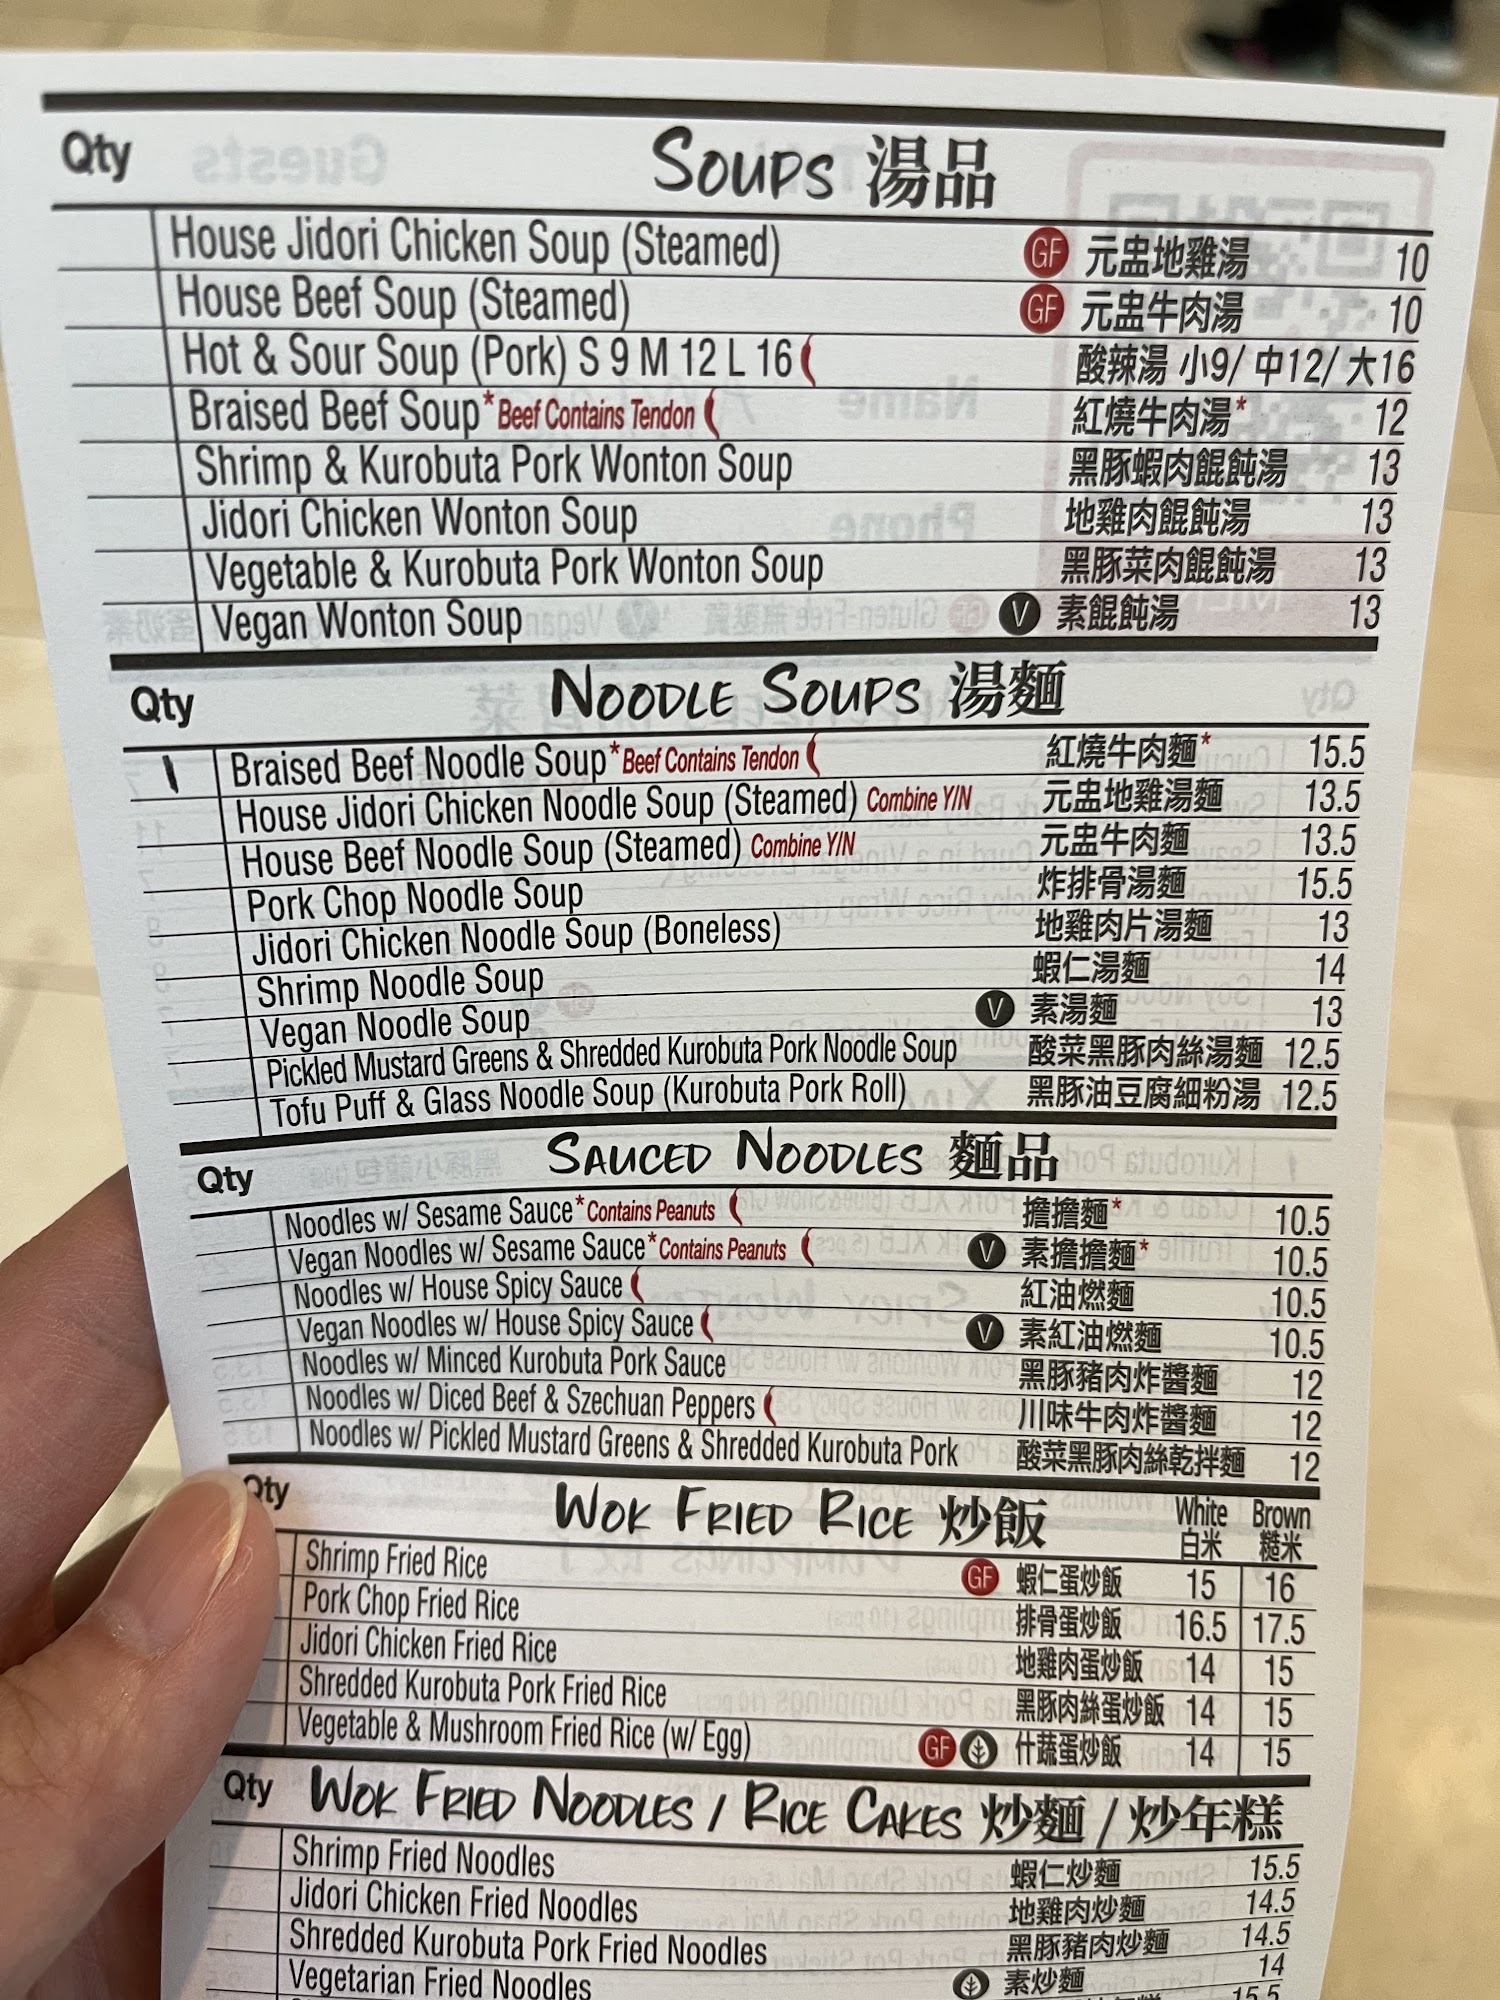 Qty Soups 湯品
House Jidori Chicken Soup (Steamed) GF 元盅地雞湯 10
House Beef Soup (Steamed) GF 元盅牛肉湯 10
Hot & Sour Soup (Pork) S 9 M 12 L 16 酸辣湯 小9/ 中12/ 大16
Braised Beef Soup* Beef Contains Tendon 紅燒牛肉湯* 12
Shrimp & Kurobuta Pork Wonton Soup 黑豚蝦肉餛飩湯 13
Jidori Chicken Wonton Soup 地雞肉餛飩湯 13
Vegetable & Kurobuta Pork Wonton Soup 黑豚菜肉餛飩湯 13
Vegan Wonton Soup V 素餛飩湯 13
Qty Noodle Soups 湯麵
1 Braised Beef Noodle Soup* Beef Contains Tendon 紅燒牛肉麵* 15.5
House Jidori Chicken Noodle Soup (Steamed) Combine Y/N 元盅地雞湯麵 13.5
House Beef Noodle Soup (Steamed) Combine Y/N 元盅牛肉麵 13.5
Pork Chop Noodle Soup 炸排骨湯麵 15.5
Jidori Chicken Noodle Soup (Boneless) 地雞肉片湯麵 13
Shrimp Noodle Soup 蝦仁湯麵 14
Vegan Noodle Soup V 素湯麵 13
Pickled Mustard Greens & Shredded Kurobuta Pork Noodle Soup 酸菜黑豚肉絲湯麵 12.5
Tofu Puff & Glass Noodle Soup (Kurobuta Pork Roll) 黑豚油豆腐細粉湯 12.5
Qty Sauced Noodles 麵品
Noodles w/ Sesame Sauce* Contains Peanuts 擔擔麵* 10.5
Vegan Noodles w/ Sesame Sauce* Contains Peanuts V 素擔擔麵* 10.5
Noodles w/ House Spicy Sauce 紅油燃麵 10.5
Vegan Noodles w/ House Spicy Sauce V 素紅油燃麵 10.5
Noodles w/ Minced Kurobuta Pork Sauce 黑豚豬肉炸醬麵 12
Noodles w/ Diced Beef & Szechuan Peppers 川味牛肉炸醬麵 12
Noodles w/ Pickled Mustard Greens & Shredded Kurobuta Pork 酸菜黑豚肉絲乾拌麵 12
Qty Wok Fried Rice 炒飯 White 白米 Brown 糙米
Shrimp Fried Rice GF 蝦仁蛋炒飯 15 16
Pork Chop Fried Rice 排骨蛋炒飯 16.5 17.5
Jidori Chicken Fried Rice 地雞肉蛋炒飯 14 15
Shredded Kurobuta Pork Fried Rice 黑豚肉絲蛋炒飯 14 15
Vegetable & Mushroom Fried Rice (w/ Egg) GF 什蔬蛋炒飯 14 15
Qty Wok Fried Noodles / Rice Cakes 炒麵 / 炒年糕
Shrimp Fried Noodles 蝦仁炒麵 15.5
Jidori Chicken Fried Noodles 地雞肉炒麵 14.5
Shredded Kurobuta Pork Fried Noodles 黑豚豬肉炒麵 14.5
Vegetarian Fried Noodles 素炒麵 14
15.5